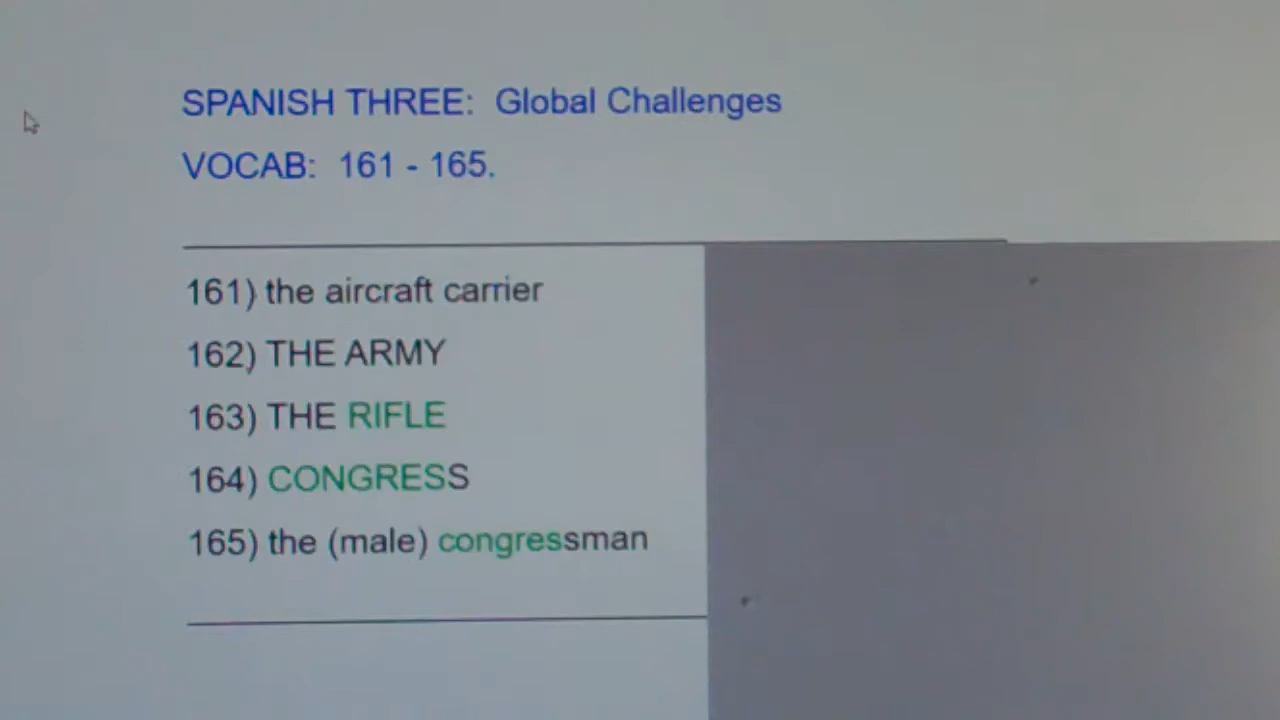 SPANISH THREE: Global Challenges
VOCAB: 161 - 165.
161) the aircraft carrier
162) THE ARMY
163) THE RIFLE
164) CONGRESS
165) the (male) congressman